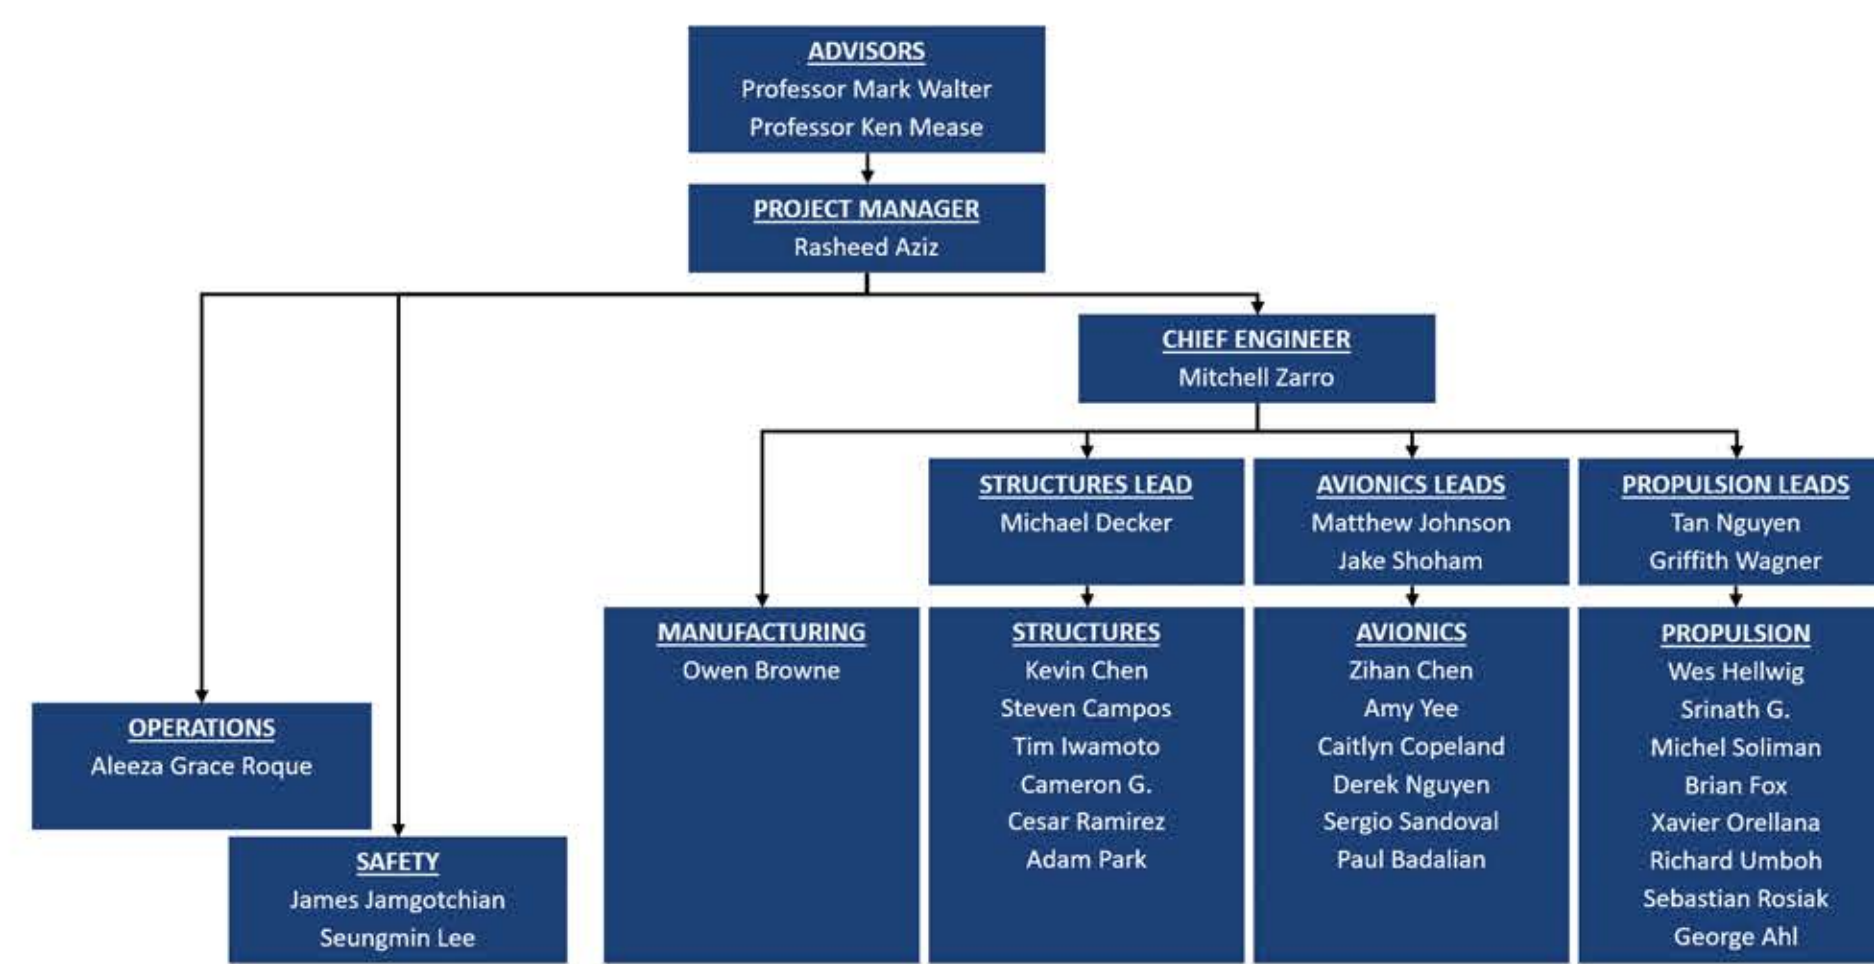 ADVISORS
Professor Mark Walter
Professor Ken Mease
PROJECT MANAGER
Rasheed Aziz
CHIEF ENGINEER
Mitchell Zarro
STRUCTURES LEAD
Michael Decker
AVIONICS LEADS
Matthew Johnson
Jake Shoham
PROPULSION LEADS
Tan Nguyen
Griffith Wagner
MANUFACTURING
Owen Browne
STRUCTURES
Kevin Chen
Steven Campos
Tim Iwamoto
Cameron G.
Cesar Ramirez
Adam Park
AVIONICS
Zihan Chen
Amy Yee
Caitlyn Copeland
Derek Nguyen
Sergio Sandoval
Paul Badalian
PROPULSION
Wes Hellwig
Srinath G.
Michel Soliman
Brian Fox
Xavier Orellana
Richard Umboh
Sebastian Rosiak
George Ahl
OPERATIONS
Aleeza Grace Roque
SAFETY
James Jamgotchian
Seungmin Lee